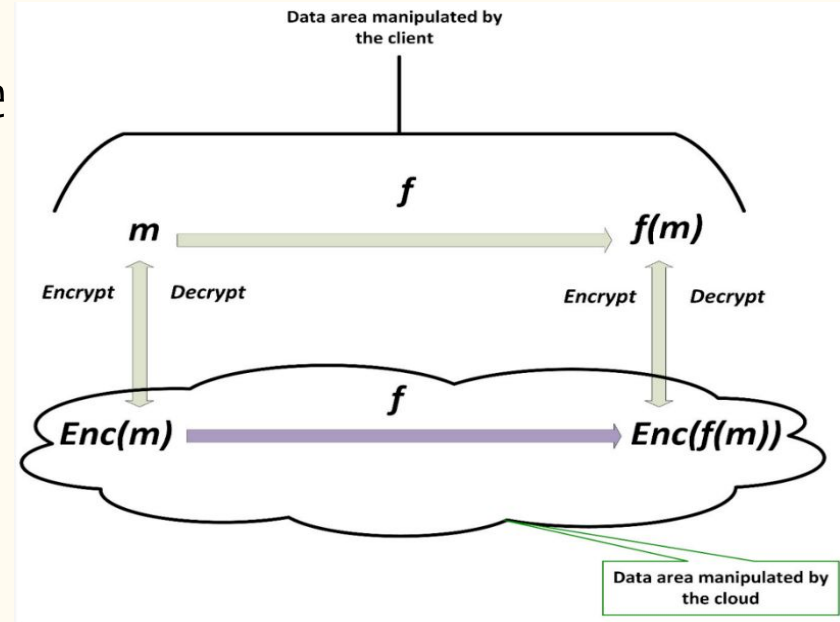 Data area manipulated by
the client
e
f
m
f(m)
Encrypt Decrypt
Encrypt Decrypt
f
Enc(m)
Enc(f(m))
Data area manipulated by
the cloud